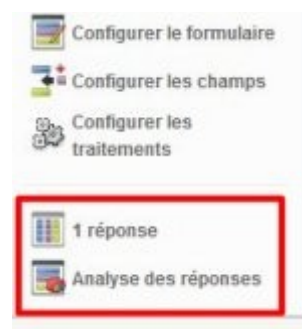 Configurer le formulaire
Configurer les champs
Configurer les
traitements
1 réponse
Analyse des réponses